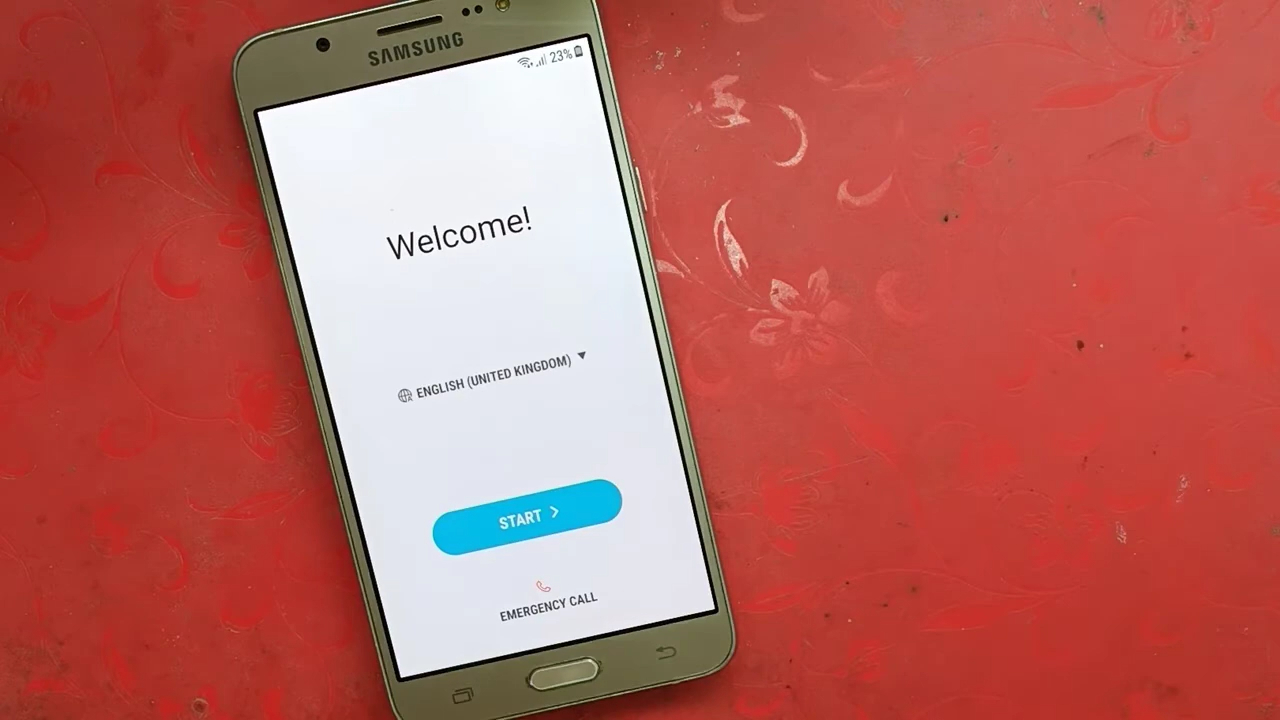 SAMSUNG
23%
Welcome!
ENGLISH (UNITED KINGDOM)
START
EMERGENCY CALL